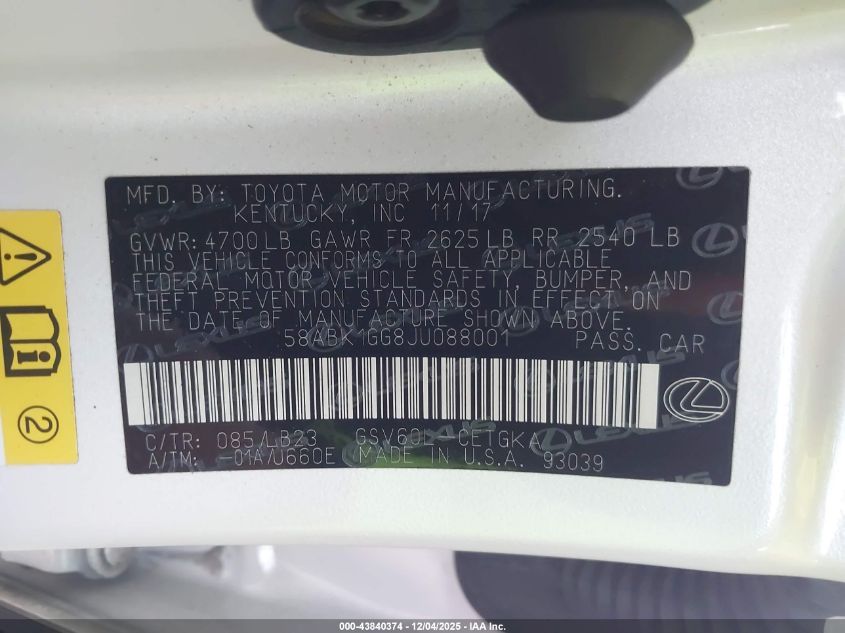 MFD. BY: TOYOTA MOTOR MANUFACTURING.
KENTUCKY, INC 11/17
GVWR: 4700 LB GAWR FR 2625 LB RR 2540 LB
THIS VEHICLE CONFORMS TO ALL APPLICABLE
FEDERAL MOTOR VEHICLE SAFETY, BUMPER, AND
THEFT PREVENTION STANDARDS IN EFFECT ON
THE DATE OF MANUFACTURE SHOWN ABOVE.
58ABK1GG8JU088001 PASS. CAR
C/TR: 085/LB23 GSV60L-CETGKA LEXUS
A/TM: -01A/U660E MADE IN U.S.A. 93039
2
000-43840374 | 12/04/2025 | IAA, Inc.